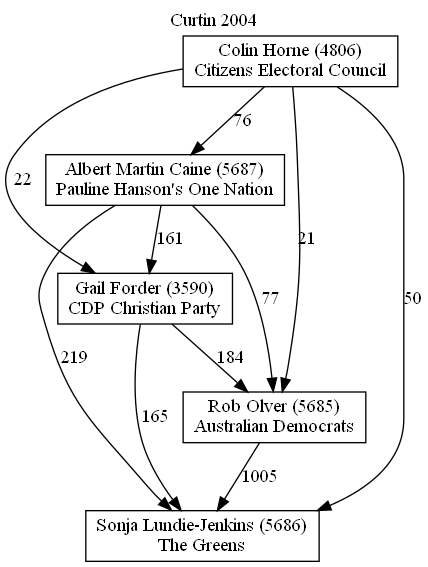 Curtin 2004
Colin Horne (4806)
Citizens Electoral Council
76
Albert Martin Caine (5687)
Pauline Hanson's One Nation
22
161
21
Gail Forder (3590)
CDP Christian Party
77
50
219
184
165
Rob Olver (5685)
Australian Democrats
1005
Sonja Lundie-Jenkins (5686)
The Greens